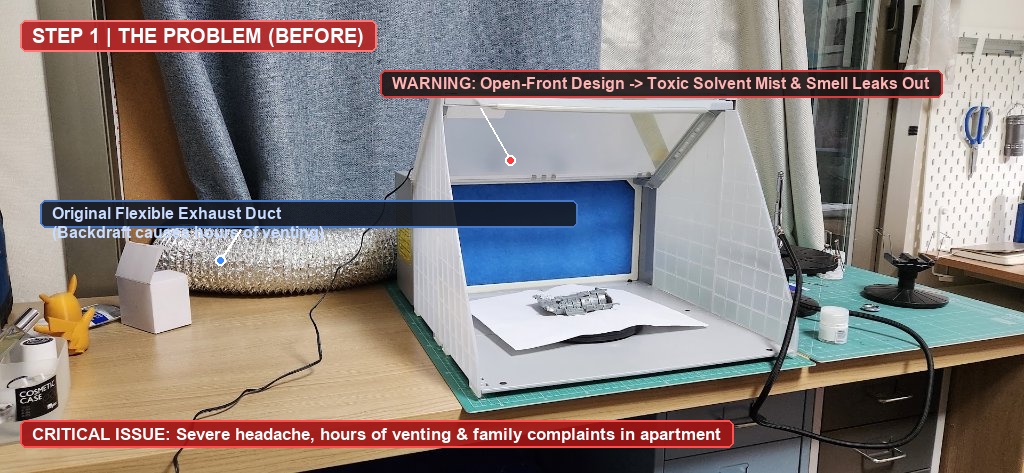 STEP 1 | THE PROBLEM (BEFORE)
WARNING: Open-Front Design -> Toxic Solvent Mist & Smell Leaks Out
Original Flexible Exhaust Duct
(Backdraft causes hours of venting)
COSMETIC
CASE
CRITICAL ISSUE: Severe headache, hours of venting & family complaints in apartment